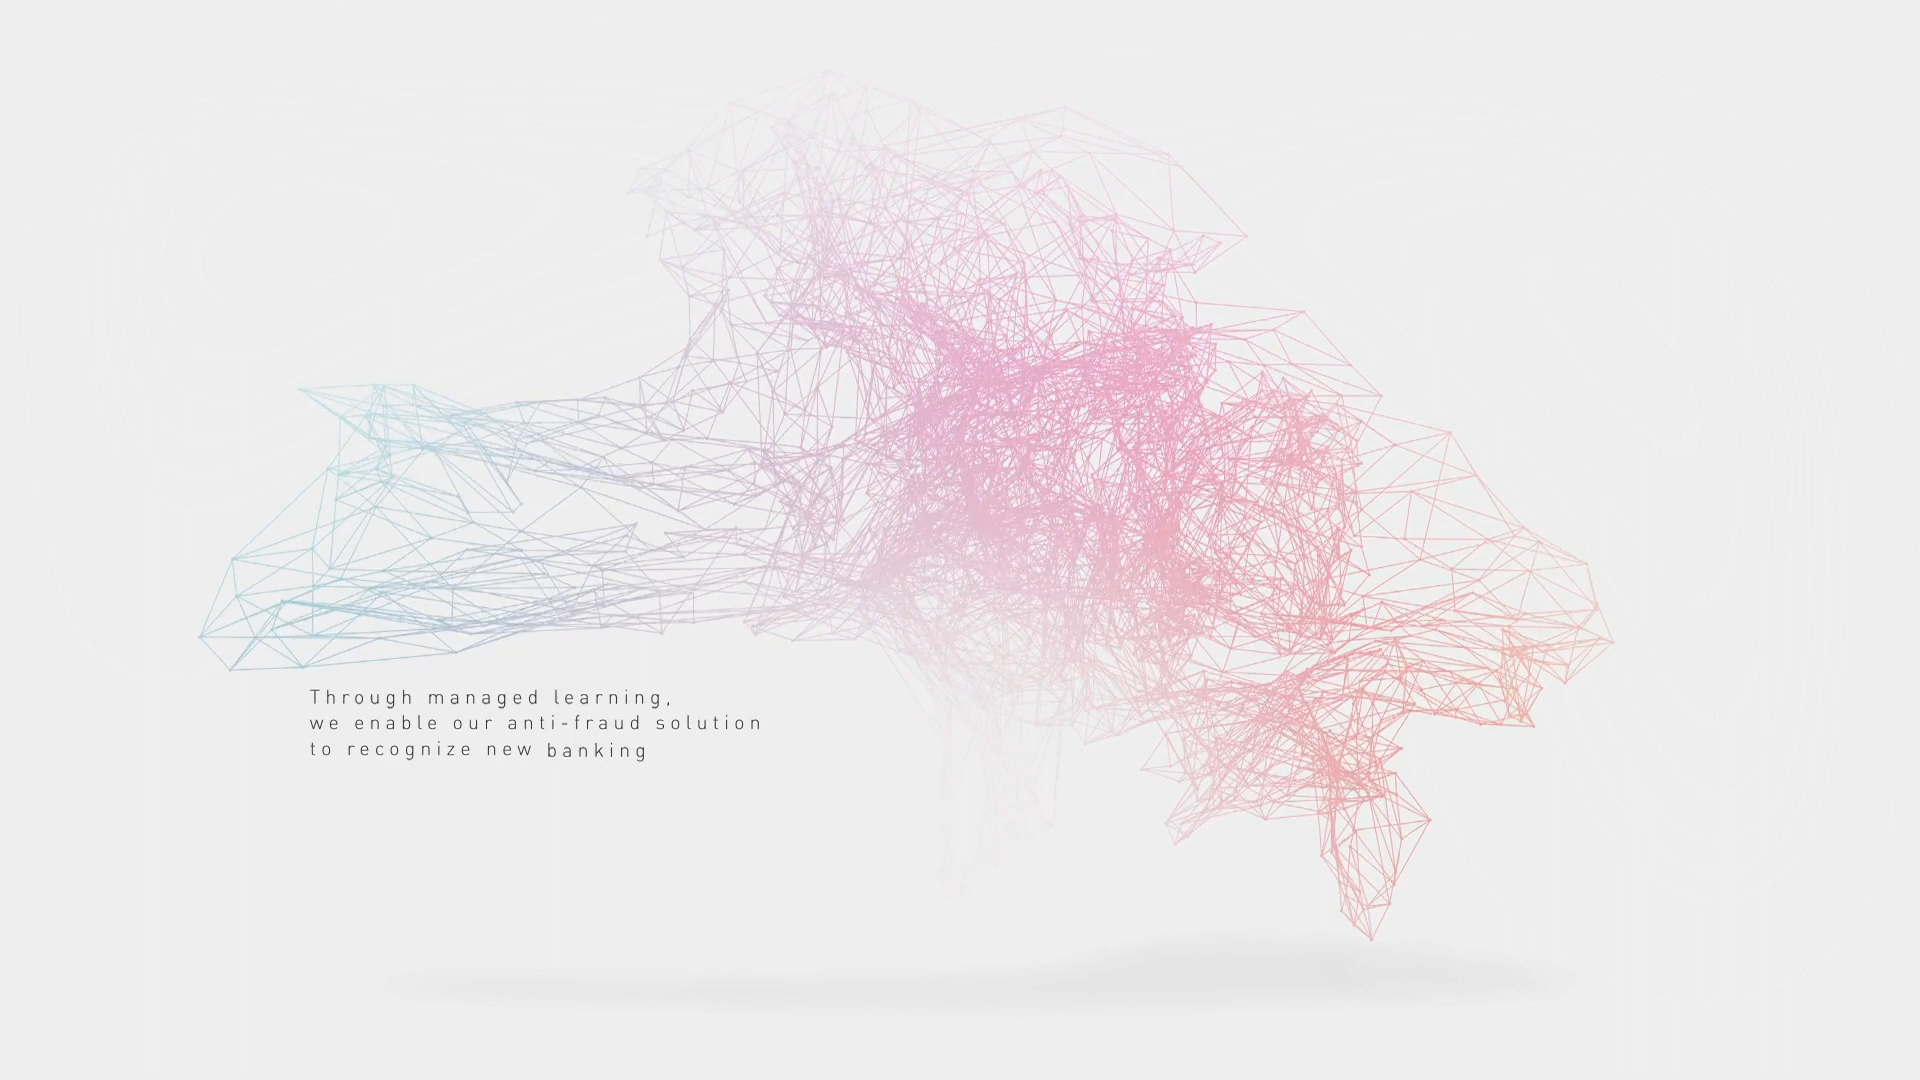 Through managed learning,
we enable our anti-fraud solution
to recognize new banking